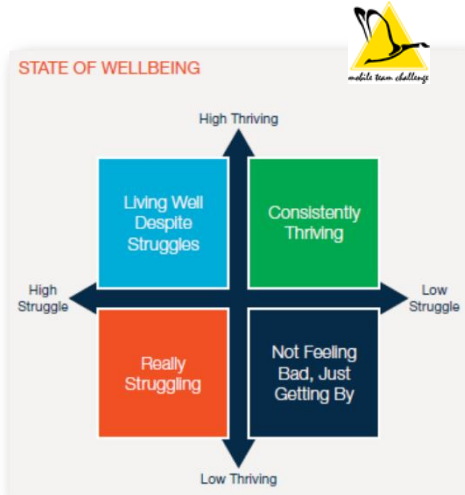 mobile team challenge
STATE OF WELLBEING
High Thriving
Living Well
Despite
Struggles
Consistently
Thriving
High
Struggle
Low
Struggle
Really
Struggling
Not Feeling
Bad, Just
Getting By
Low Thriving